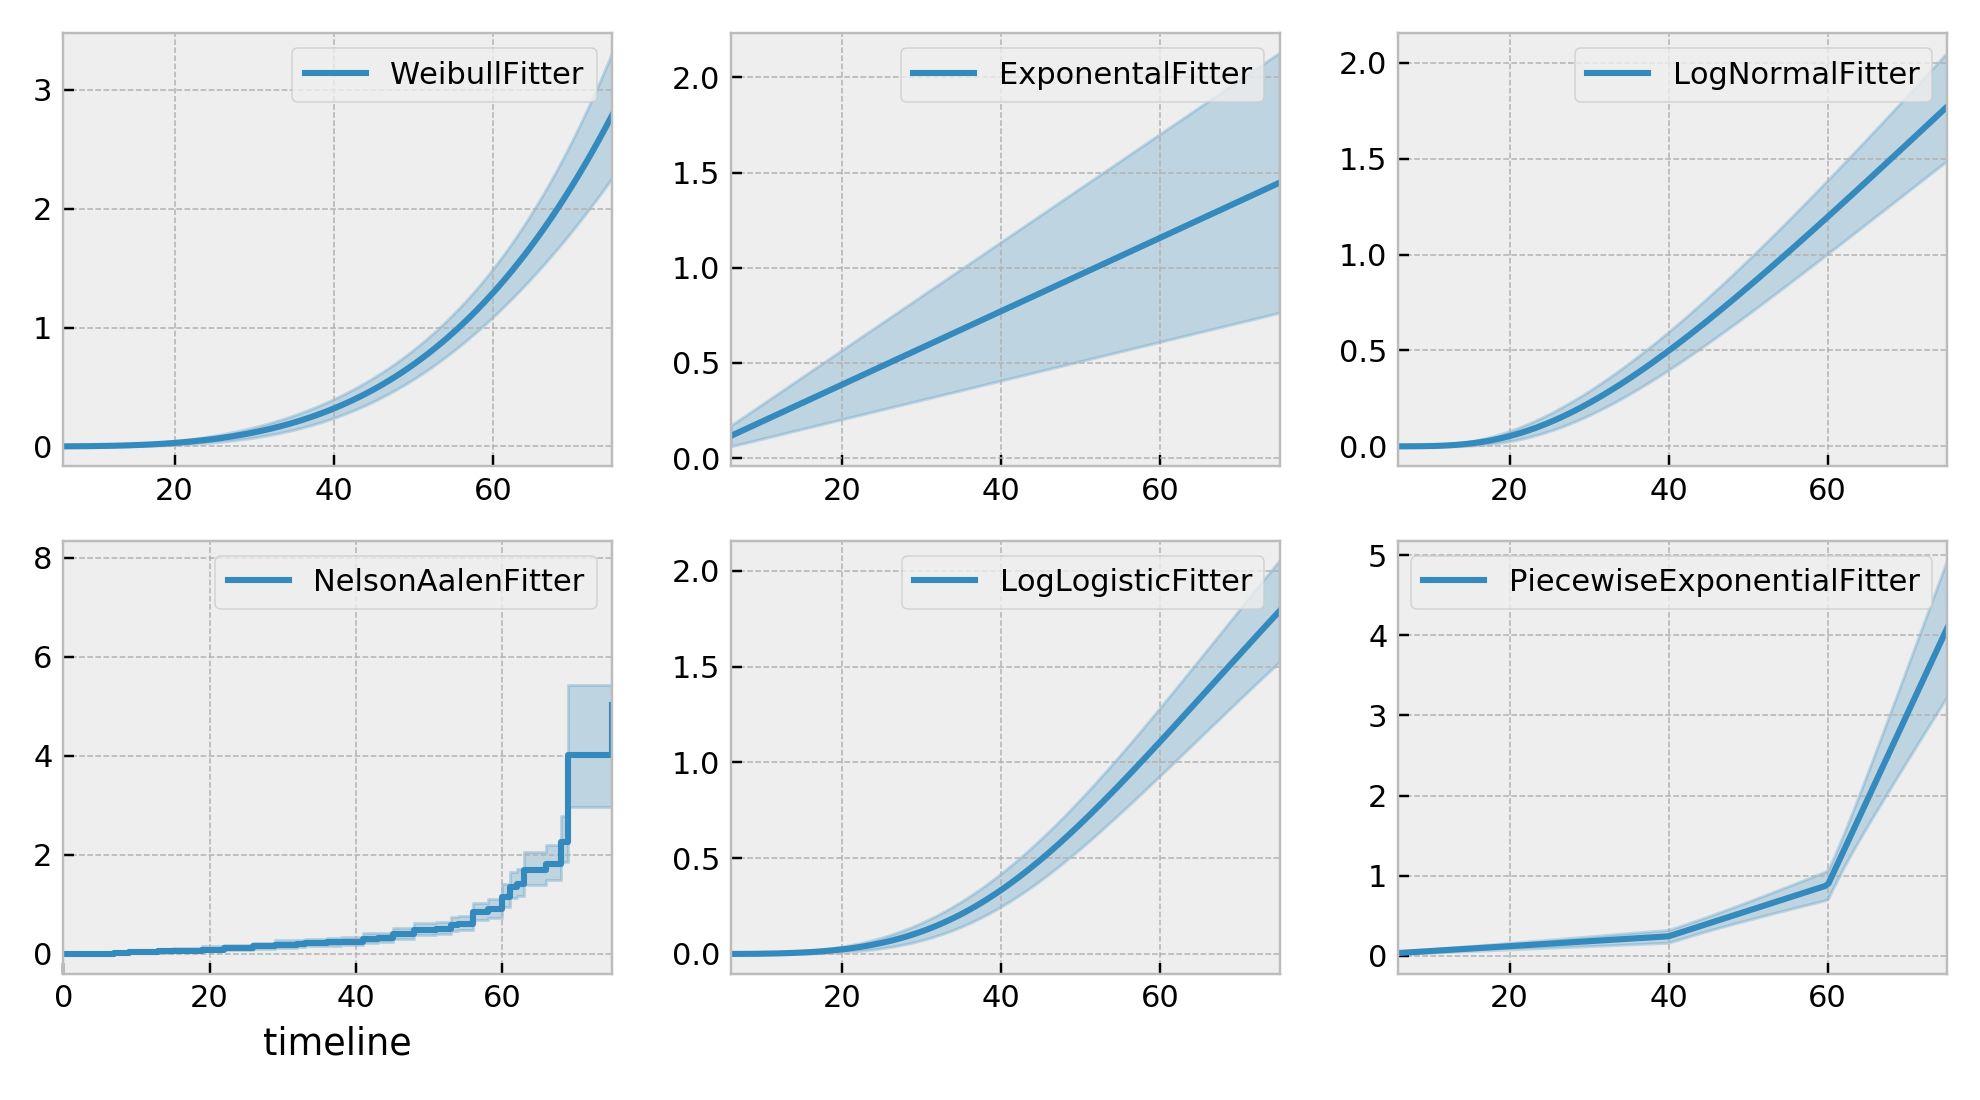 WeibullFitter
3
2
1
0
20 40 60
ExponentalFitter
2.0
1.5
1.0
0.5
0.0
20 40 60
LogNormalFitter
2.0
1.5
1.0
0.5
0.0
20 40 60
NelsonAalenFitter
8
6
4
2
0
0 20 40 60
timeline
LogLogisticFitter
2.0
1.5
1.0
0.5
0.0
20 40 60
PiecewiseExponentialFitter
5
4
3
2
1
0
20 40 60